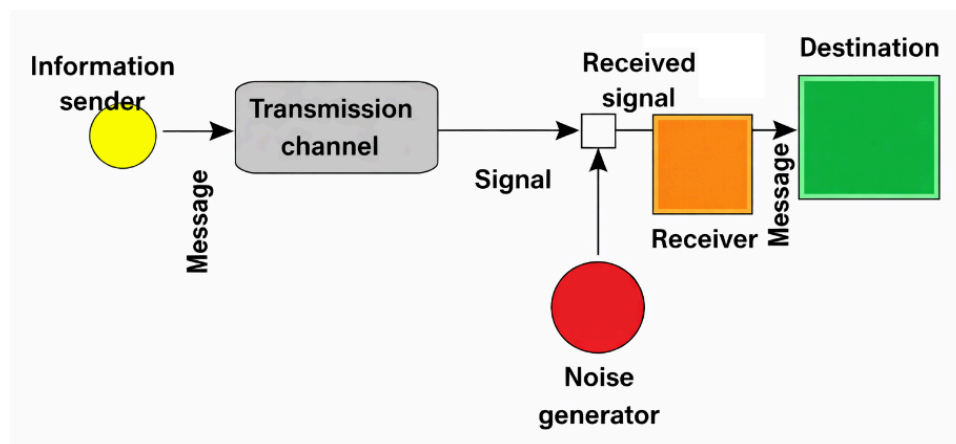 Information
sender
Message
Transmission
channel
Signal
Received
signal
Receiver
Message
Destination
Noise
generator